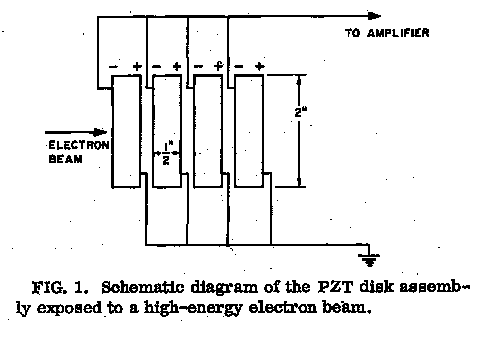 TO AMPLIFIER
- + - + - + - +
ELECTRON
BEAM
1/2"
2"
FIG. 1. Schematic diagram of the PZT disk assemb-
ly exposed to a high-energy electron beam.